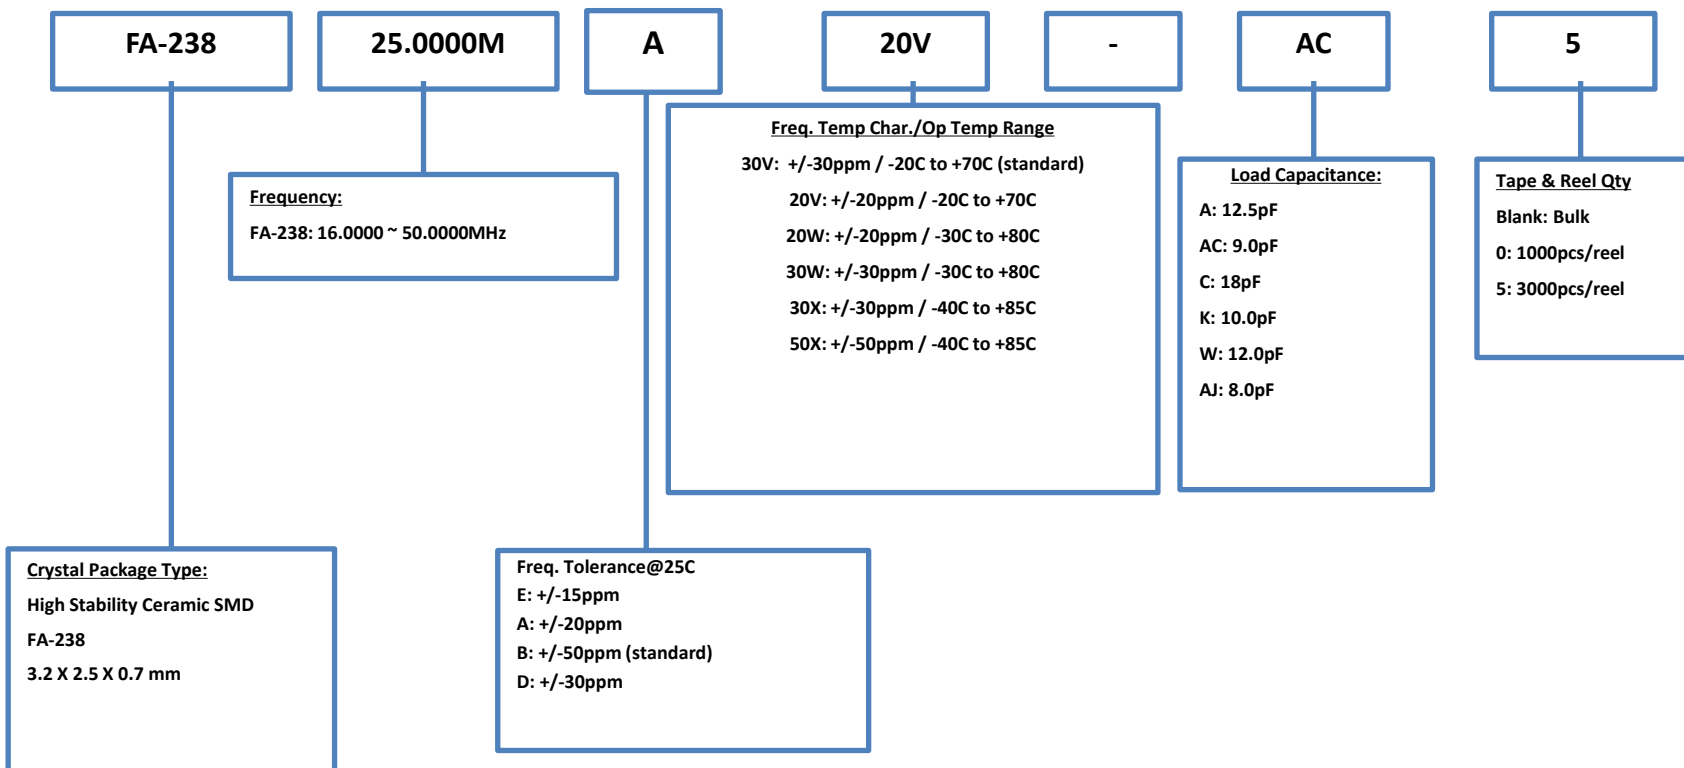 FA-238 25.0000M A 20V - AC 5
Frequency:
FA-238: 16.0000 ~ 50.0000MHz
Freq. Temp Char./Op Temp Range
30V: +/-30ppm / -20C to +70C (standard)
20V: +/-20ppm / -20C to +70C
20W: +/-20ppm / -30C to +80C
30W: +/-30ppm / -30C to +80C
30X: +/-30ppm / -40C to +85C
50X: +/-50ppm / -40C to +85C
Load Capacitance:
A: 12.5pF
AC: 9.0pF
C: 18pF
K: 10.0pF
W: 12.0pF
AJ: 8.0pF
Tape & Reel Qty
Blank: Bulk
0: 1000pcs/reel
5: 3000pcs/reel
Crystal Package Type:
High Stability Ceramic SMD
FA-238
3.2 X 2.5 X 0.7 mm
Freq. Tolerance@25C
E: +/-15ppm
A: +/-20ppm
B: +/-50ppm (standard)
D: +/-30ppm